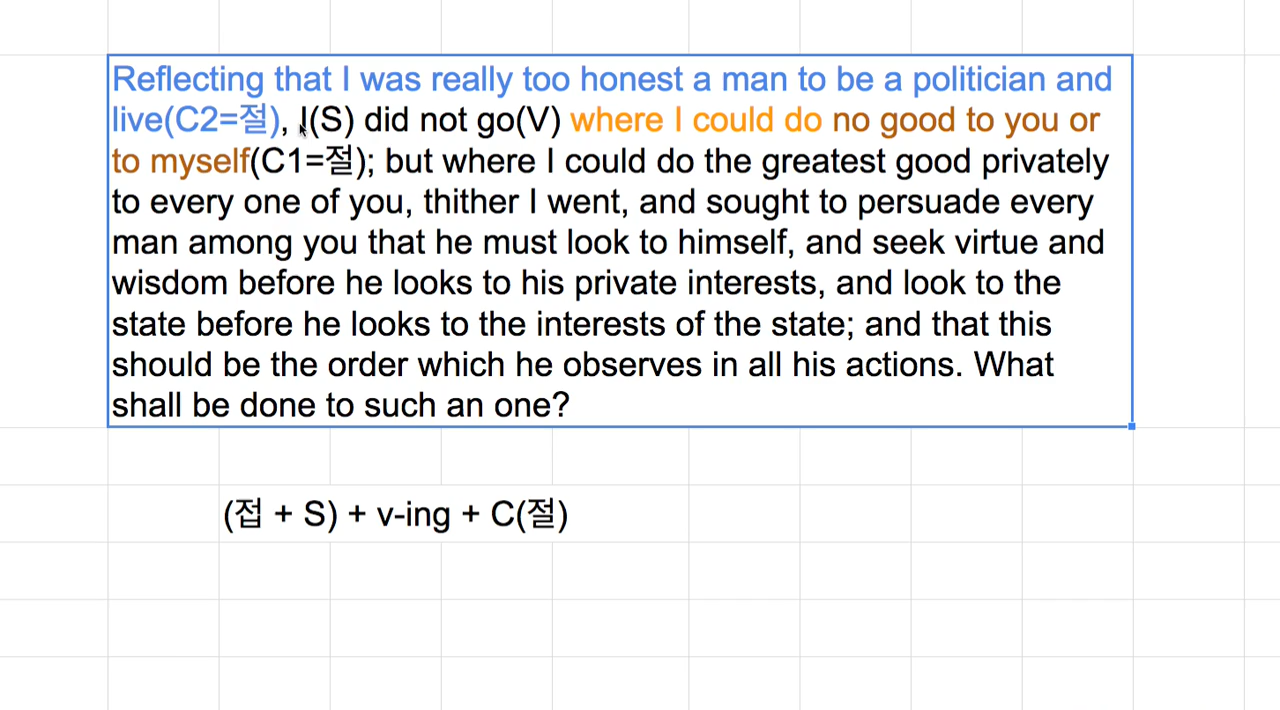 Reflecting that I was really too honest a man to be a politician and
live(C2=절), I(S) did not go(V) where I could do no good to you or
to myself(C1=절); but where I could do the greatest good privately
to every one of you, thither I went, and sought to persuade every
man among you that he must look to himself, and seek virtue and
wisdom before he looks to his private interests, and look to the
state before he looks to the interests of the state; and that this
should be the order which he observes in all his actions. What
shall be done to such an one?
(접 + S) + v-ing + C(절)